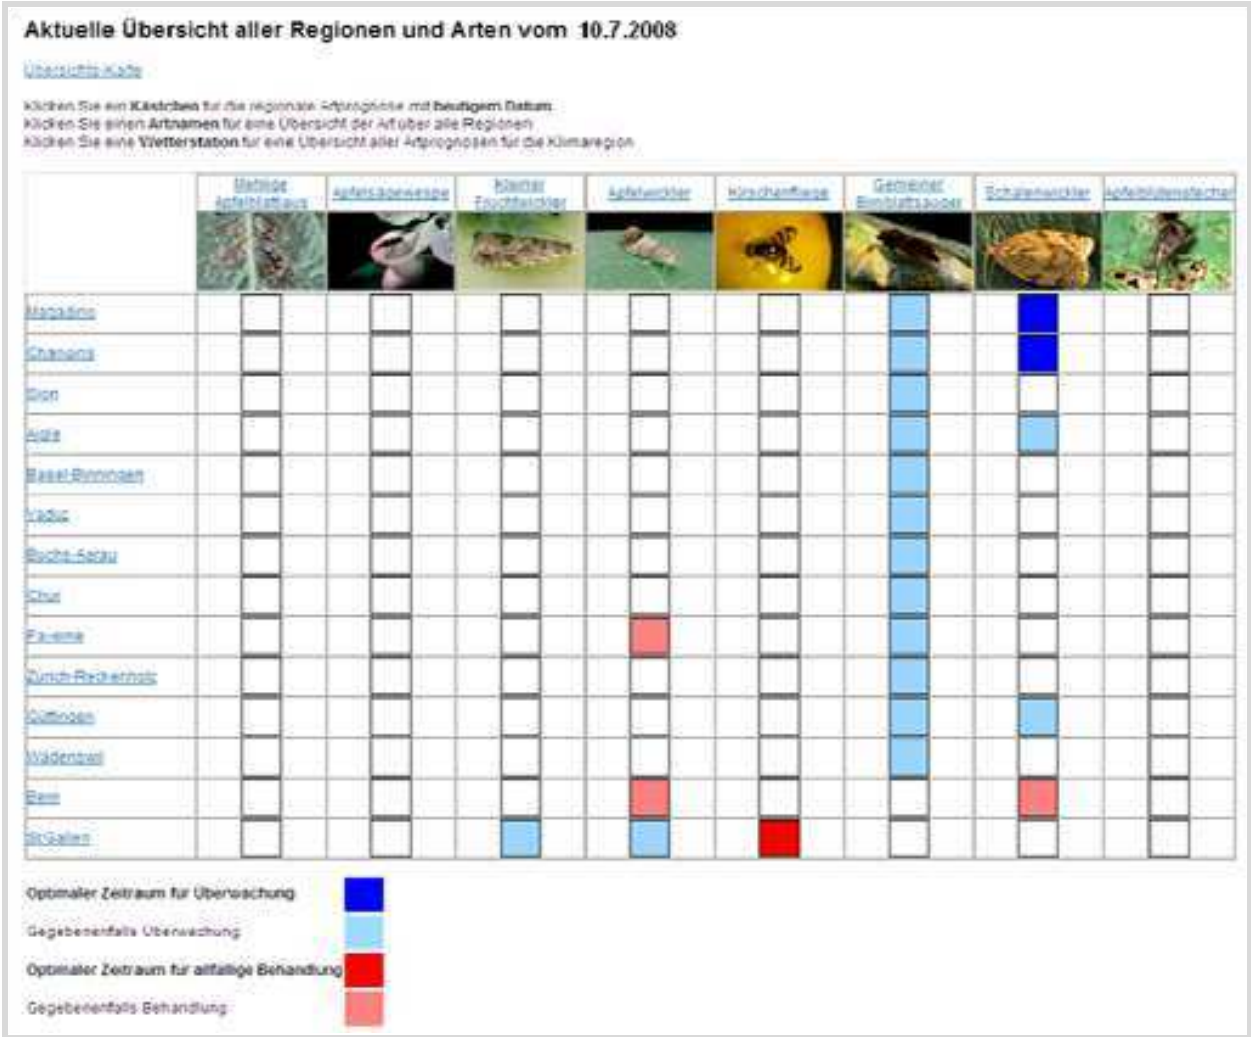 Aktuelle Übersicht aller Regionen und Arten vom 10.7.2008
Übersichts-Karte
Klicken Sie ein Kästchen für die regionale Artprognose mit heutigem Datum
Klicken Sie einen Artnamen für eine Übersicht der Art über alle Regionen
Klicken Sie eine Wetterstation für eine Übersicht aller Artprognosen für die Klimaregion
Mehlige Apfelblattlaus
Apfelsägewespe
Kleiner Fruchtwickler
Apfelwickler
Kirschenfliege
Gemeiner Birnblattsauger
Schalenwickler
Apfelblütenstecher
Magadino
Changins
Sion
Aigle
Basel-Binningen
Vaduz
Buchs-Aarau
Chur
Payerne
Zürich-Reckenholz
Güttingen
Wädenswil
Bern
St.Gallen
Optimaler Zeitraum für Überwachung
Gegebenenfalls Überwachung
Optimaler Zeitraum für allfällige Behandlung
Gegebenenfalls Behandlung